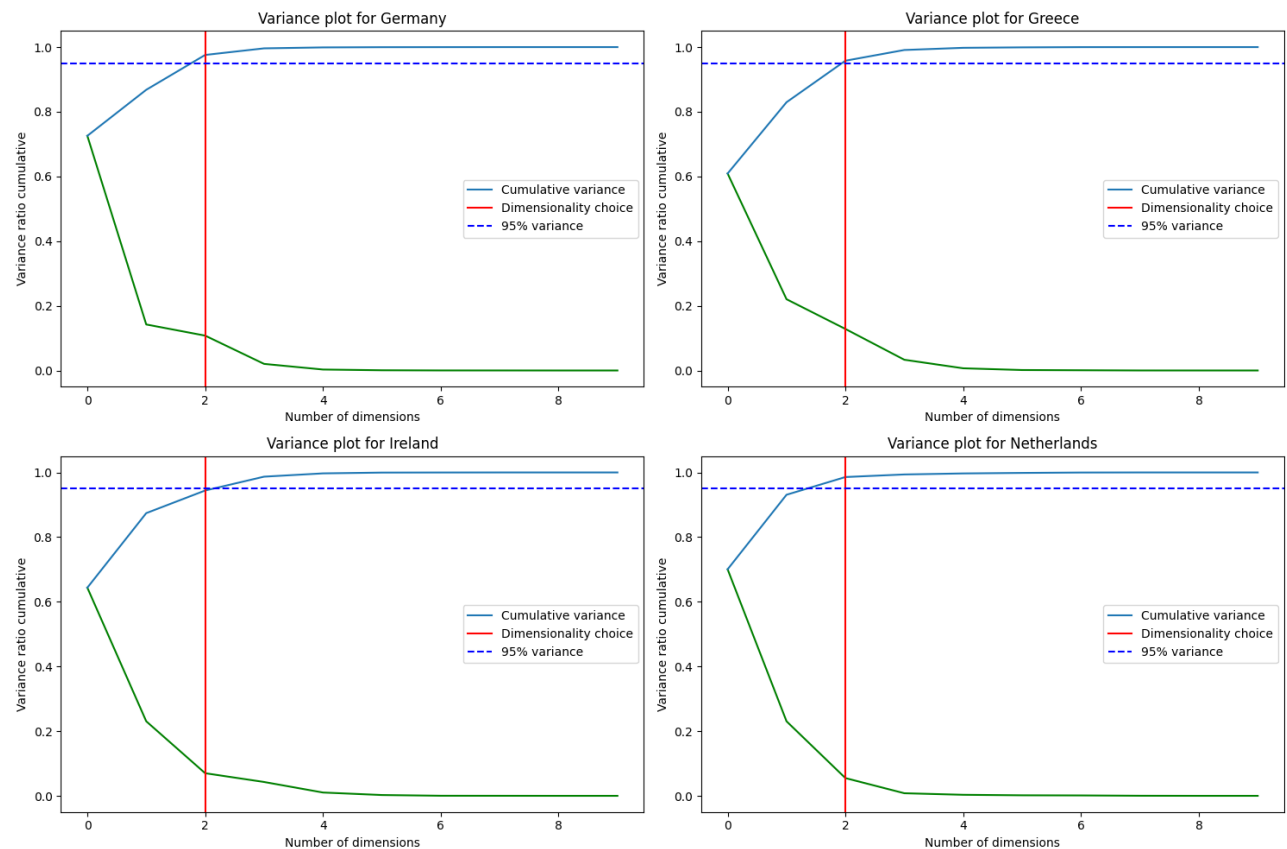 Variance plot for Germany
Variance ratio cumulative
1.0
0.8
0.6
0.4
0.2
0.0
Cumulative variance
Dimensionality choice
95% variance
0 2 4 6 8
Number of dimensions
Variance plot for Greece
Variance ratio cumulative
1.0
0.8
0.6
0.4
0.2
0.0
Cumulative variance
Dimensionality choice
95% variance
0 2 4 6 8
Number of dimensions
Variance plot for Ireland
Variance ratio cumulative
1.0
0.8
0.6
0.4
0.2
0.0
Cumulative variance
Dimensionality choice
95% variance
0 2 4 6 8
Number of dimensions
Variance plot for Netherlands
Variance ratio cumulative
1.0
0.8
0.6
0.4
0.2
0.0
Cumulative variance
Dimensionality choice
95% variance
0 2 4 6 8
Number of dimensions